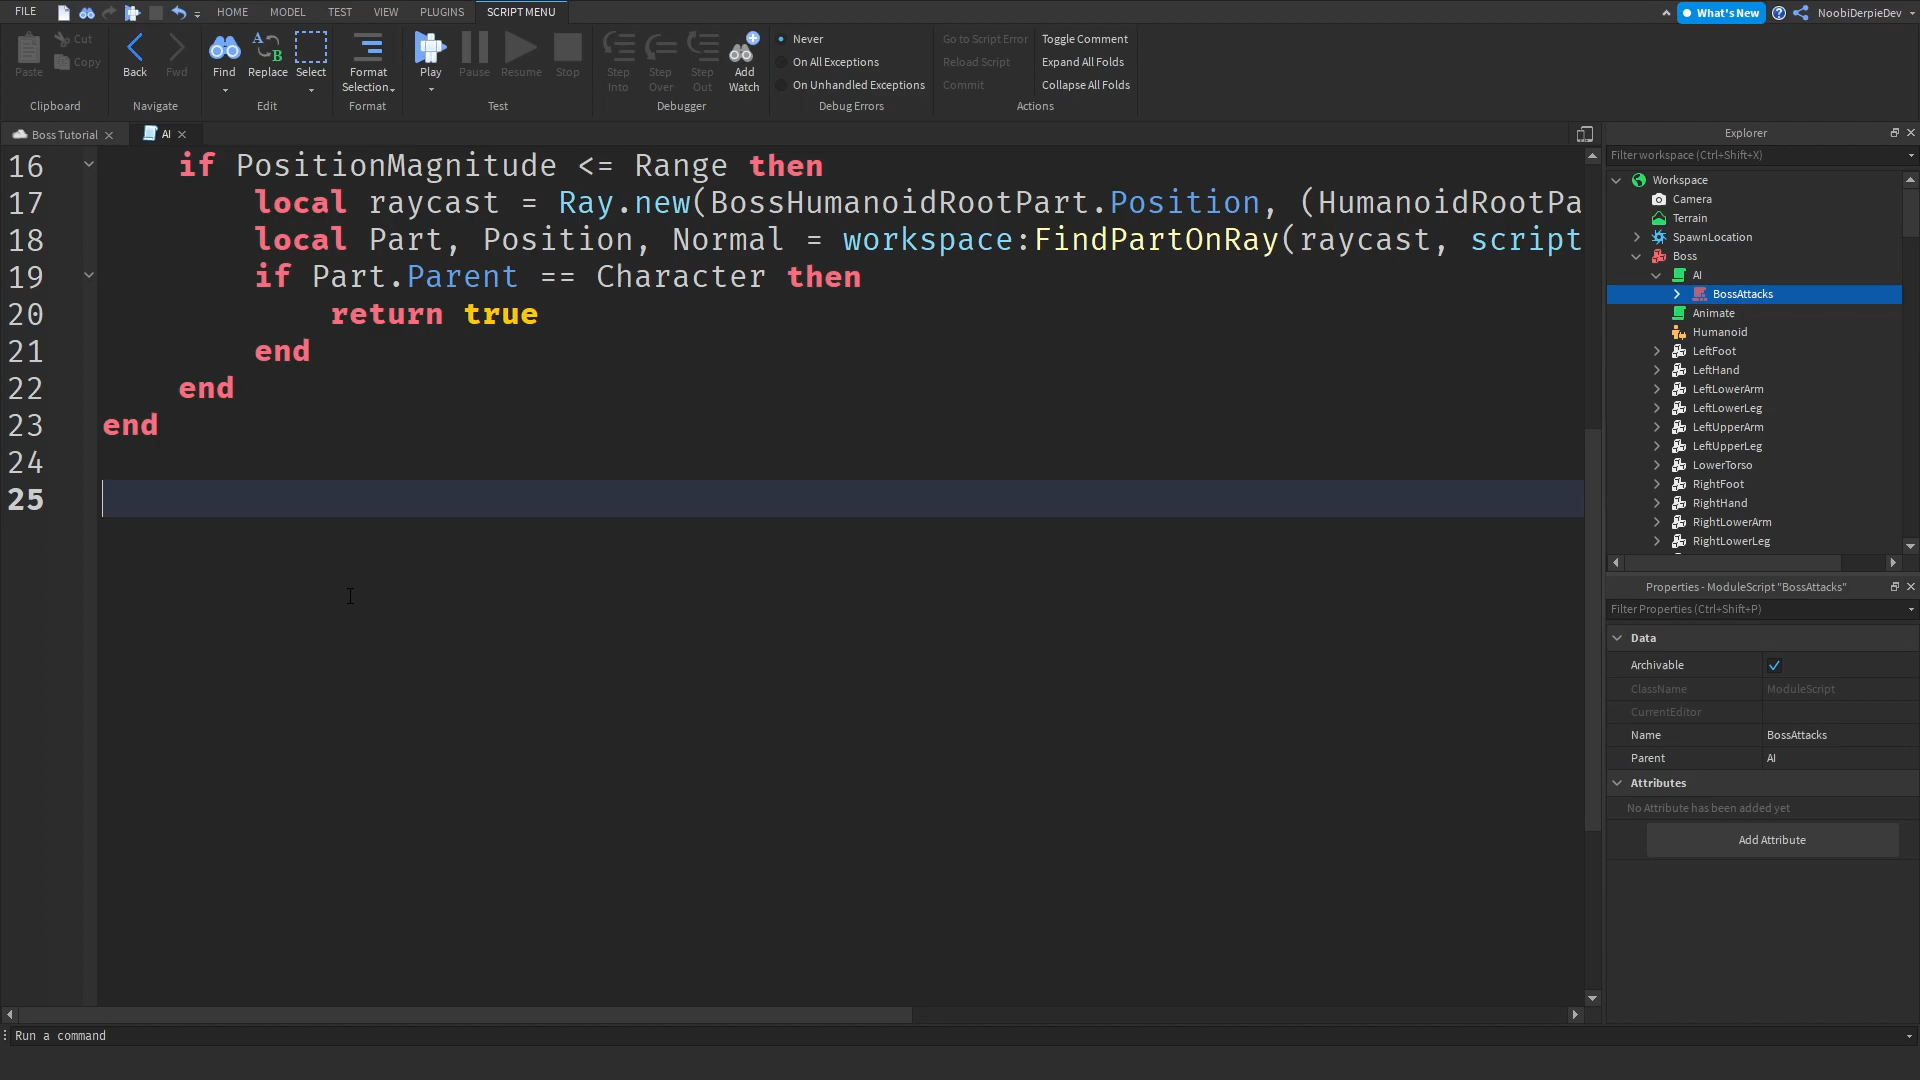 FILE HOME MODEL TEST VIEW PLUGINS SCRIPT MENU What's New NoobiDerpieDev
Paste Cut Copy Clipboard
Back Fwd Navigate
Find Replace Select Edit
Format Selection Format
Play Pause Resume Stop Test
Step Into Step Over Step Out Add Watch Debugger
Never
On All Exceptions
On Unhandled Exceptions
Debug Errors
Go to Script Error Toggle Comment
Reload Script Expand All Folds
Commit Collapse All Folds
Actions
Boss Tutorial AI
16 if PositionMagnitude <= Range then
17 local raycast = Ray.new(BossHumanoidRootPart.Position, (HumanoidRootPa
18 local Part, Position, Normal = workspace:FindPartOnRay(raycast, script
19 if Part.Parent == Character then
20 return true
21 end
22 end
23 end
24
25
Explorer
Filter workspace (Ctrl+Shift+X)
Workspace
Camera
Terrain
SpawnLocation
Boss
AI
BossAttacks
Animate
Humanoid
LeftFoot
LeftHand
LeftLowerArm
LeftLowerLeg
LeftUpperArm
LeftUpperLeg
LowerTorso
RightFoot
RightHand
RightLowerArm
RightLowerLeg
Properties - ModuleScript "BossAttacks"
Filter Properties (Ctrl+Shift+P)
Data
Archivable
ClassName ModuleScript
CurrentEditor
Name BossAttacks
Parent AI
Attributes
No Attribute has been added yet
Add Attribute
Run a command